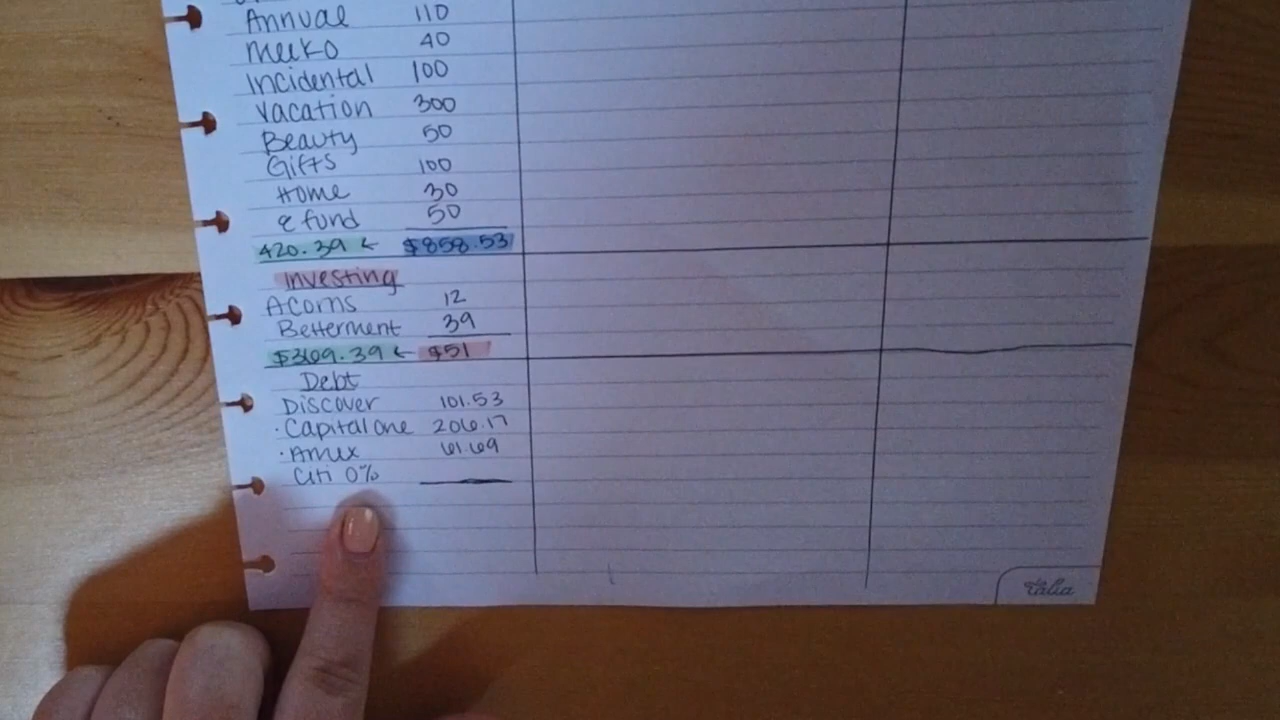 Annual 110
Meeko 40
Incidental 100
Vacation 300
Beauty 50
Gifts 100
Home 30
e fund 50
420.39 ← $858.53
Investing
Acorns 12
Betterment 39
$369.39 ← $51
Debt
Discover 101.53
· Capital One 206.17
· Amex 61.69
Citi 0%
Talia